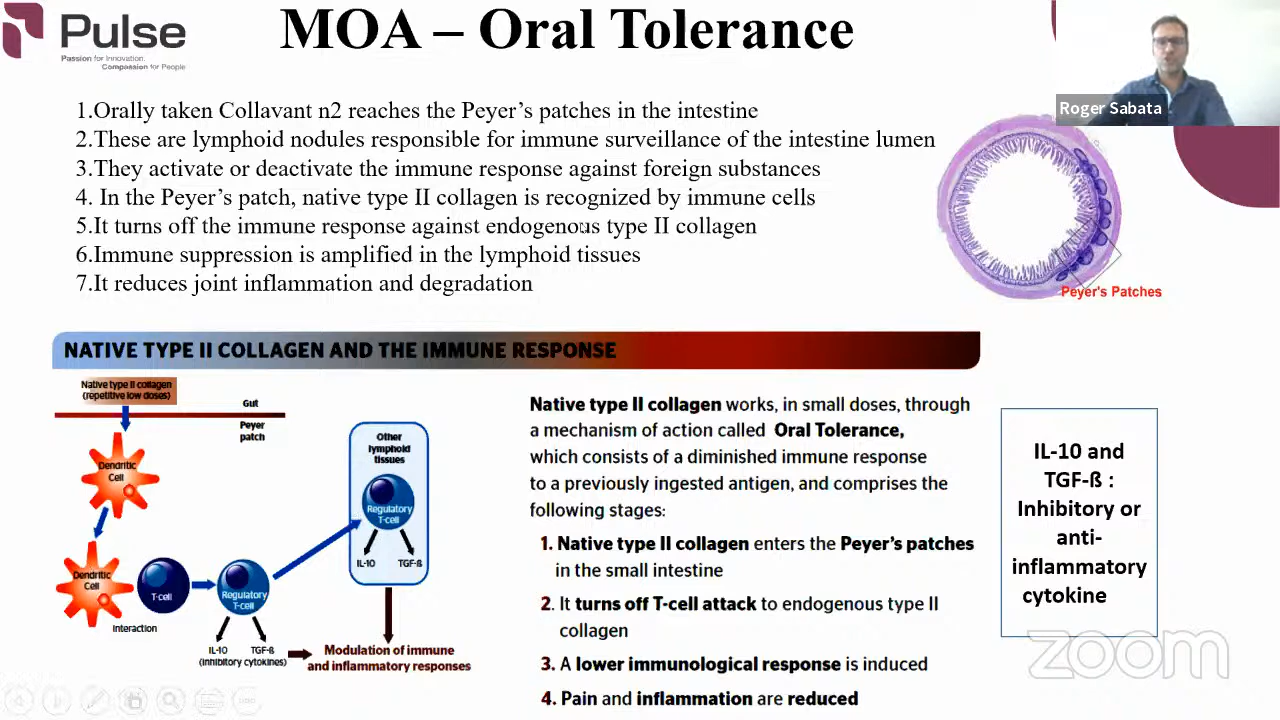 Pulse
Passion for Innovation.
Compassion for People
MOA – Oral Tolerance
Roger Sabata
1.Orally taken Collavant n2 reaches the Peyer's patches in the intestine
2.These are lymphoid nodules responsible for immune surveillance of the intestine lumen
3.They activate or deactivate the immune response against foreign substances
4. In the Peyer's patch, native type II collagen is recognized by immune cells
5.It turns off the immune response against endogenous type II collagen
6.Immune suppression is amplified in the lymphoid tissues
7.It reduces joint inflammation and degradation
Peyer's Patches
NATIVE TYPE II COLLAGEN AND THE IMMUNE RESPONSE
Native type II collagen
(repetitive low doses)
Gut
Peyer
patch
Dendritic
Cell
Dendritic
Cell
T-cell
Interaction
Regulatory
T-cell
IL-10 TGF-ß
(inhibitory cytokines)
Other
lymphoid
tissues
Regulatory
T-cell
IL-10 TGF-ß
Modulation of immune
and inflammatory responses
Native type II collagen works, in small doses, through
a mechanism of action called Oral Tolerance,
which consists of a diminished immune response
to a previously ingested antigen, and comprises the
following stages:
1. Native type II collagen enters the Peyer's patches
in the small intestine
2. It turns off T-cell attack to endogenous type II
collagen
3. A lower immunological response is induced
4. Pain and inflammation are reduced
IL-10 and
TGF-ß :
Inhibitory or
anti-
inflammatory
cytokine
zoom